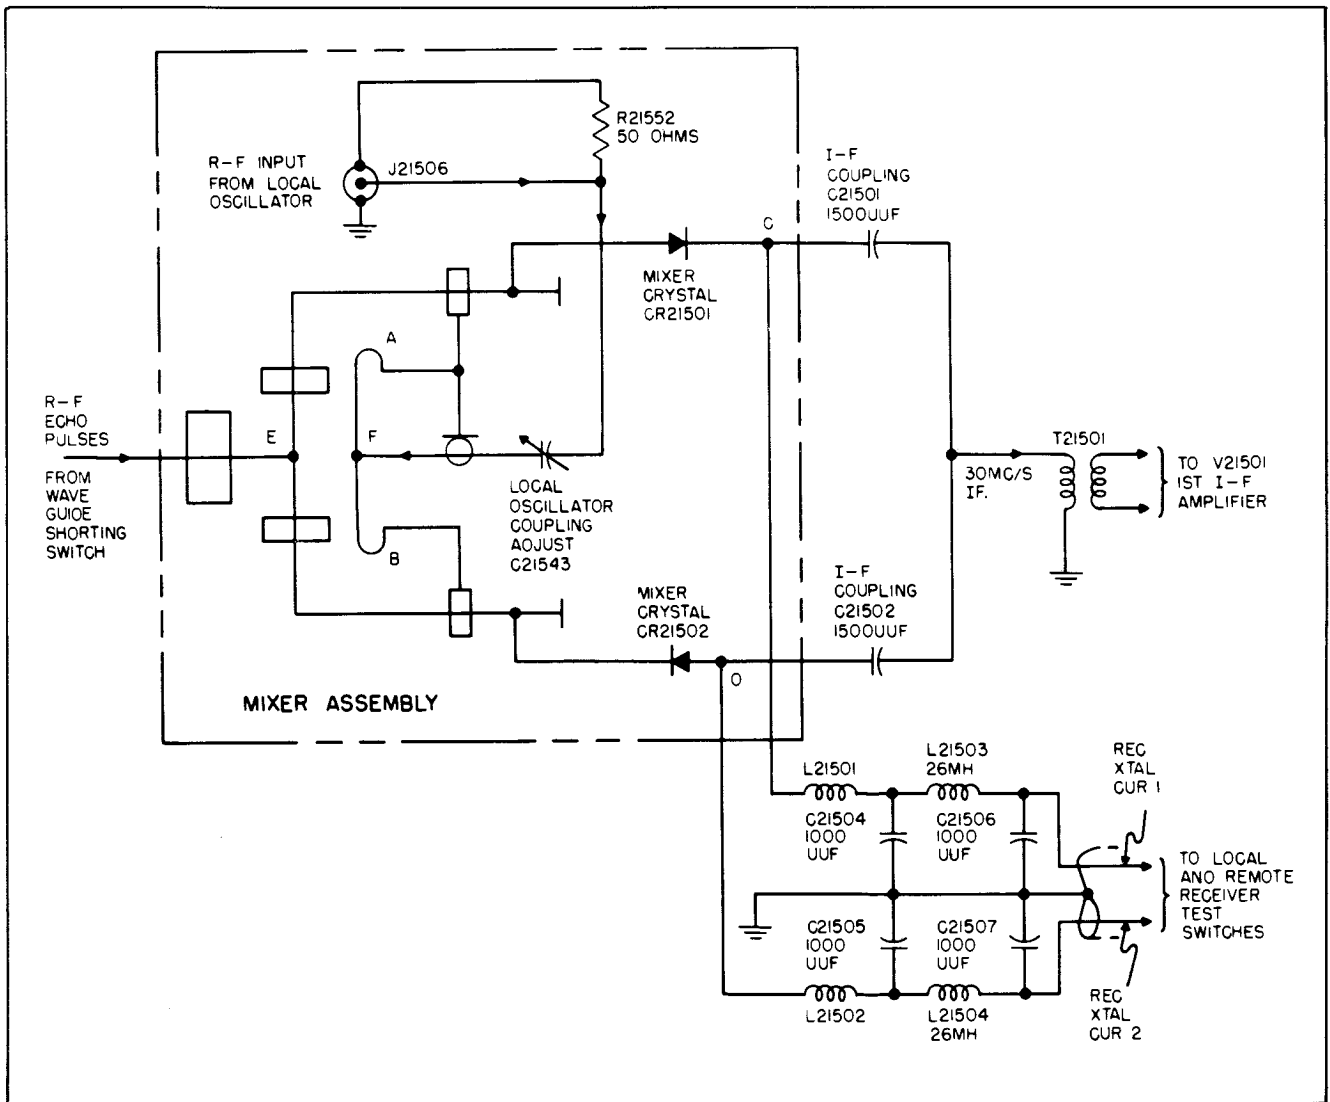 R21552
50 OHMS
R-F INPUT
FROM LOCAL
OSCILLATOR
J21506
I-F
COUPLING
C21501
1500UUF
C
MIXER
CRYSTAL
CR21501
A
R-F
ECHO
PULSES
E
F
FROM
WAVE
GUIDE
SHORTING
SWITCH
LOCAL
OSCILLATOR
COUPLING
ADJUST
C21543
B
T21501
30MC/S
IF.
TO V21501
1ST I-F
AMPLIFIER
MIXER
CRYSTAL
CR21502
I-F
COUPLING
C21502
1500UUF
D
MIXER ASSEMBLY
L21501
L21503
26MH
REC
XTAL
CUR 1
C21504
1000
UUF
C21506
1000
UUF
TO LOCAL
AND REMOTE
RECEIVER
TEST
SWITCHES
C21505
1000
UUF
C21507
1000
UUF
L21502
L21504
26MH
REC
XTAL
CUR 2